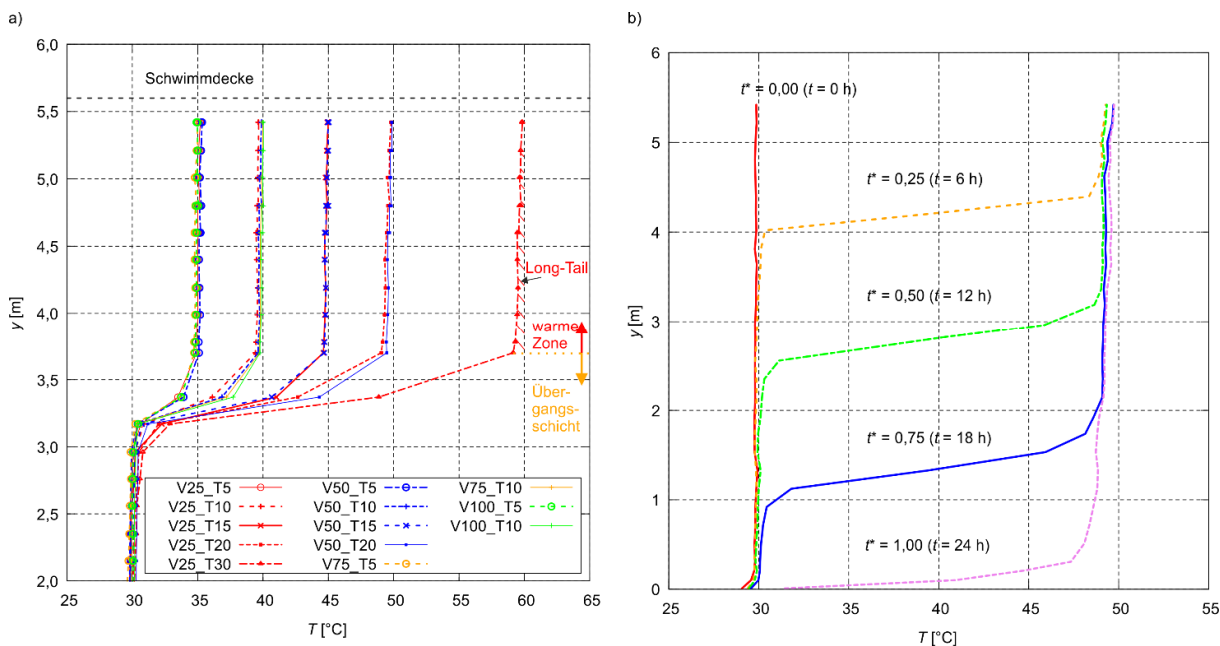 a)
6,0
5,5
5,0
4,5
4,0
3,5
3,0
2,5
2,0
y [m]
Schwimmdecke
Long-Tail
warme
Zone
Über-
gangs-
schicht
V25_T5
V25_T10
V25_T15
V25_T20
V25_T30
V50_T5
V50_T10
V50_T15
V50_T20
V75_T5
V75_T10
V100_T5
V100_T10
25 30 35 40 45 50 55 60 65
T [°C]
b)
6
5
4
3
2
1
0
y [m]
t* = 0,00 (t = 0 h)
t* = 0,25 (t = 6 h)
t* = 0,50 (t = 12 h)
t* = 0,75 (t = 18 h)
t* = 1,00 (t = 24 h)
25 30 35 40 45 50 55
T [°C]